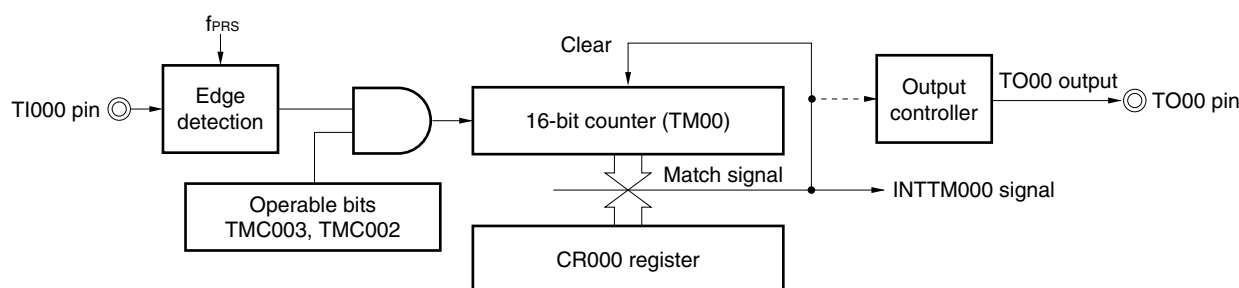 fPRS
Clear
TI000 pin
Edge
detection
16-bit counter (TM00)
Output
controller
TO00 output
TO00 pin
Match signal
INTTM000 signal
Operable bits
TMC003, TMC002
CR000 register